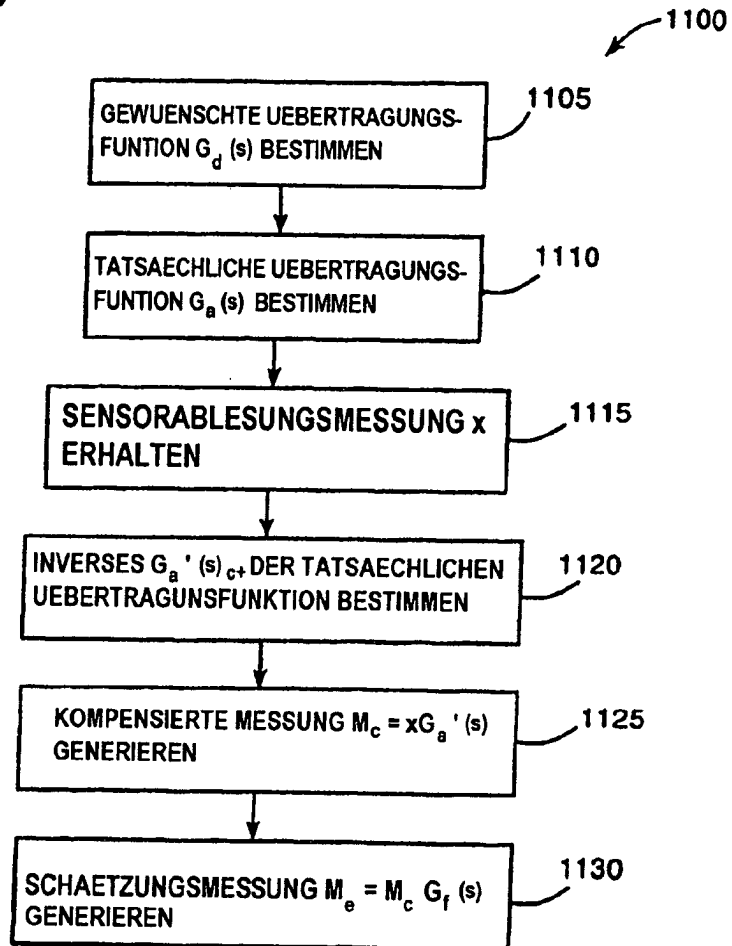 1100
GEWUENSCHTE UEBERTRAGUNGS-
FUNTION G_d (s) BESTIMMEN
1105
TATSAECHLICHE UEBERTRAGUNGS-
FUNTION G_a (s) BESTIMMEN
1110
SENSORABLESUNGSMESSUNG x
ERHALTEN
1115
INVERSES G_a ' (s) c+ DER TATSAECHLICHEN
UEBERTRAGUNSFUNKTION BESTIMMEN
1120
KOMPENSIERTE MESSUNG M_c = xG_a ' (s)
GENERIEREN
1125
SCHAETZUNGSMESSUNG M_e = M_c G_f (s)
GENERIEREN
1130